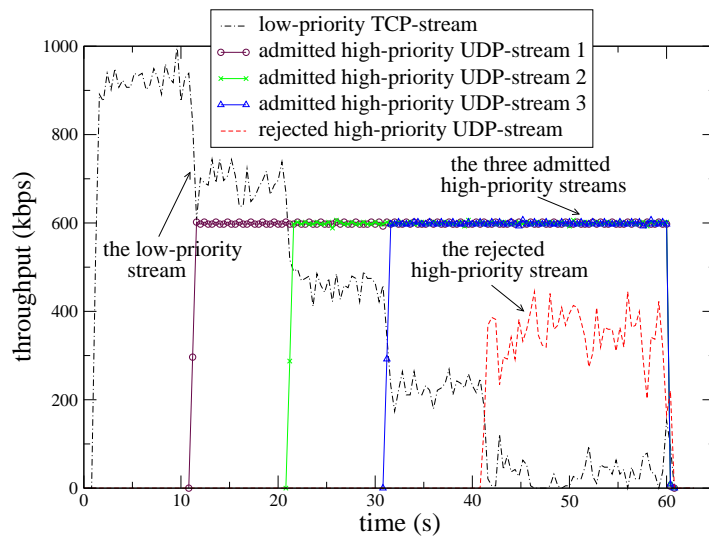 low-priority TCP-stream
admitted high-priority UDP-stream 1
admitted high-priority UDP-stream 2
admitted high-priority UDP-stream 3
rejected high-priority UDP-stream
1000
800
600
400
200
0
throughput (kbps)
the three admitted
high-priority streams
the low-priority
stream
the rejected
high-priority stream
0
10
20
30
40
50
60
time (s)